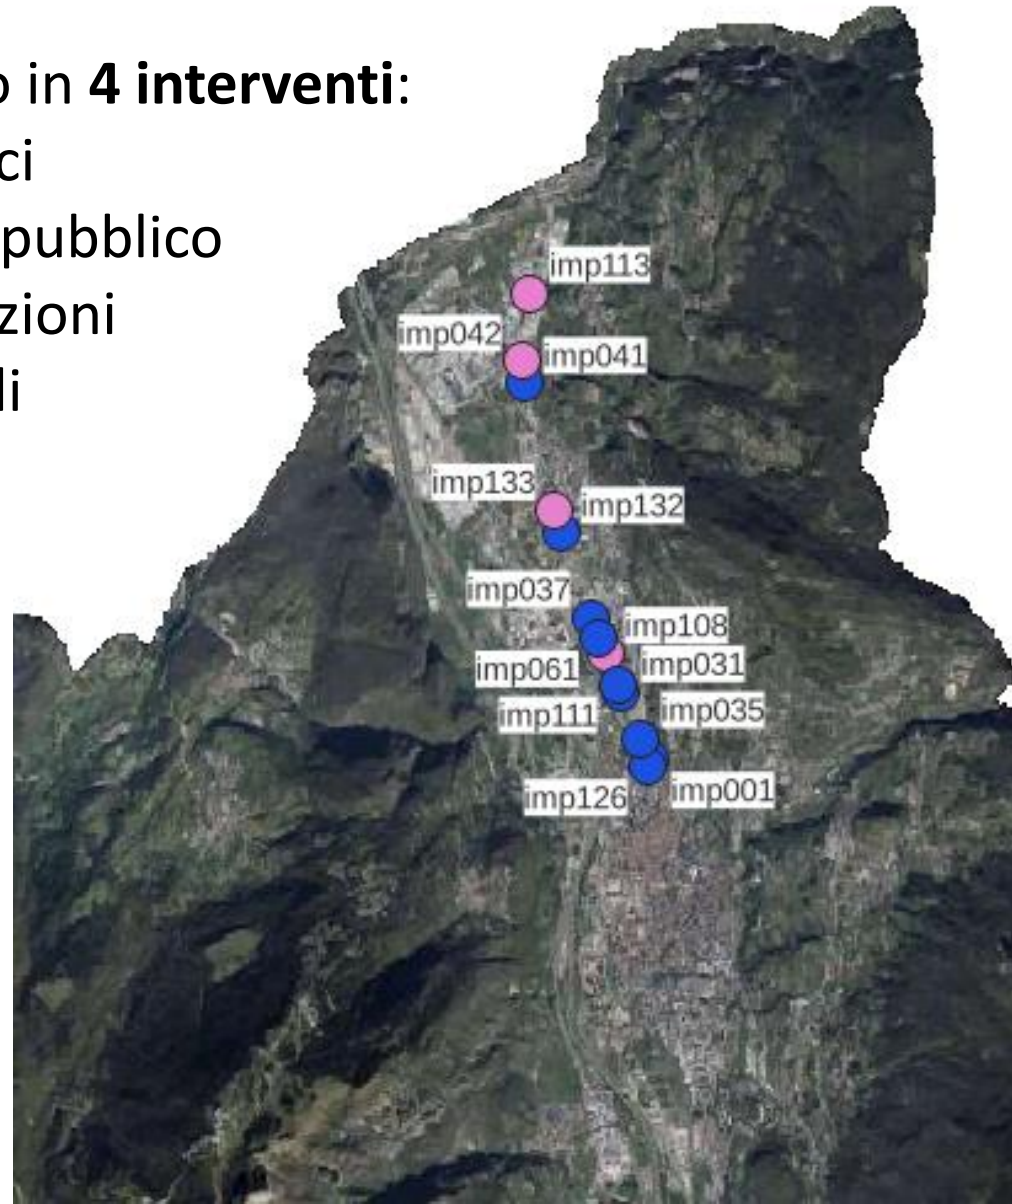 o in 4 interventi:
ci
pubblico
zioni
li
imp113
imp042
imp041
imp133
imp132
imp037
imp108
imp061
imp031
imp111
imp035
imp126
imp001